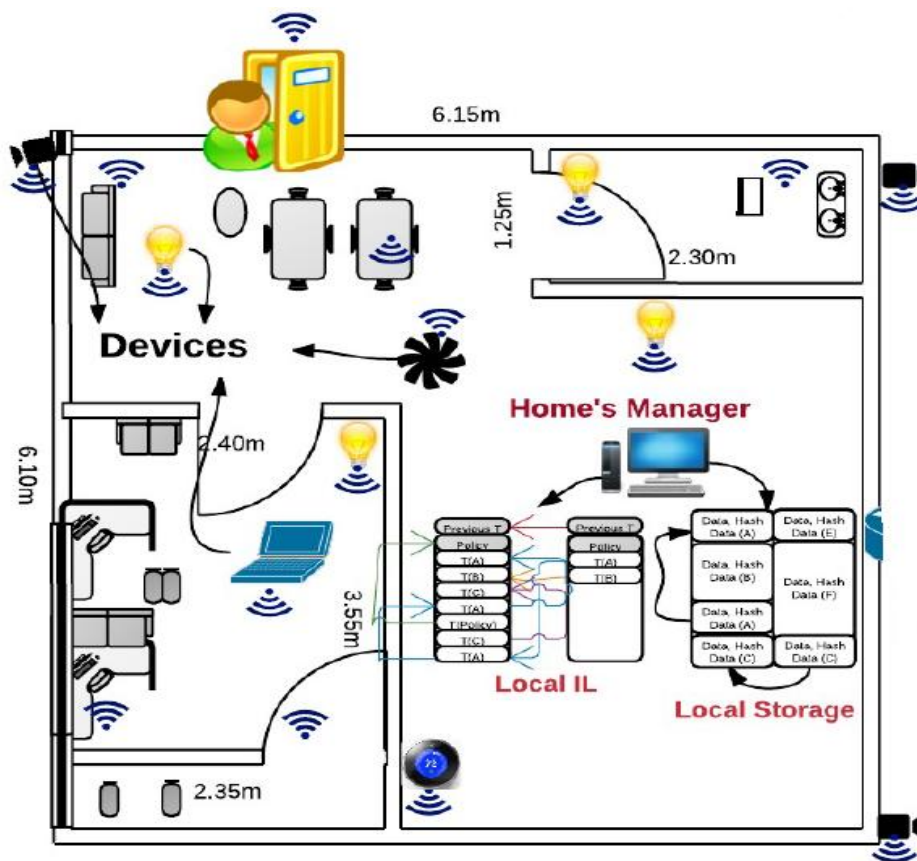 6.15m
1.25m
2.30m
Devices
Home's Manager
2.40m
6.10m
Previous T
Policy
T(A)
T(B)
T(C)
T(A)
T(Policy)
T(C)
T(A)
Previous T
Policy
T(A)
T(B)
Data, Hash
Data (A)
Data, Hash
Data (B)
Data, Hash
Data (A)
Data, Hash
Data (C)
Data, Hash
Data (E)
Data, Hash
Data (F)
Data, Hash
Data (C)
3.55m
Local IL
Local Storage
2.35m